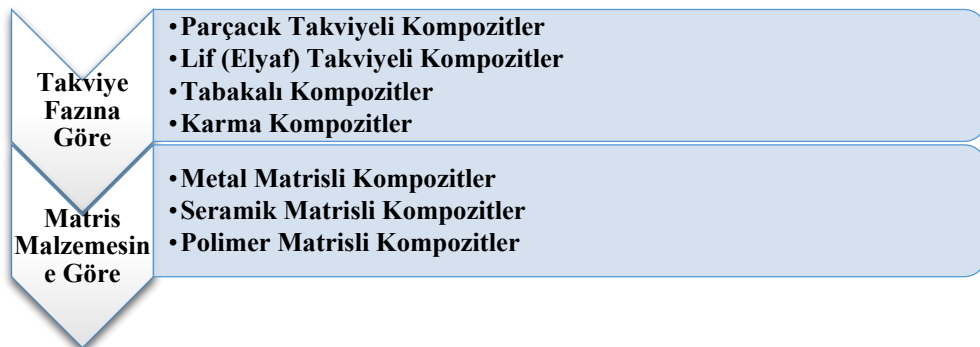 Takviye
Fazına
Göre
•Parçacık Takviyeli Kompozitler
•Lif (Elyaf) Takviyeli Kompozitler
•Tabakalı Kompozitler
•Karma Kompozitler
Matris
Malzemesin
e Göre
•Metal Matrisli Kompozitler
•Seramik Matrisli Kompozitler
•Polimer Matrisli Kompozitler